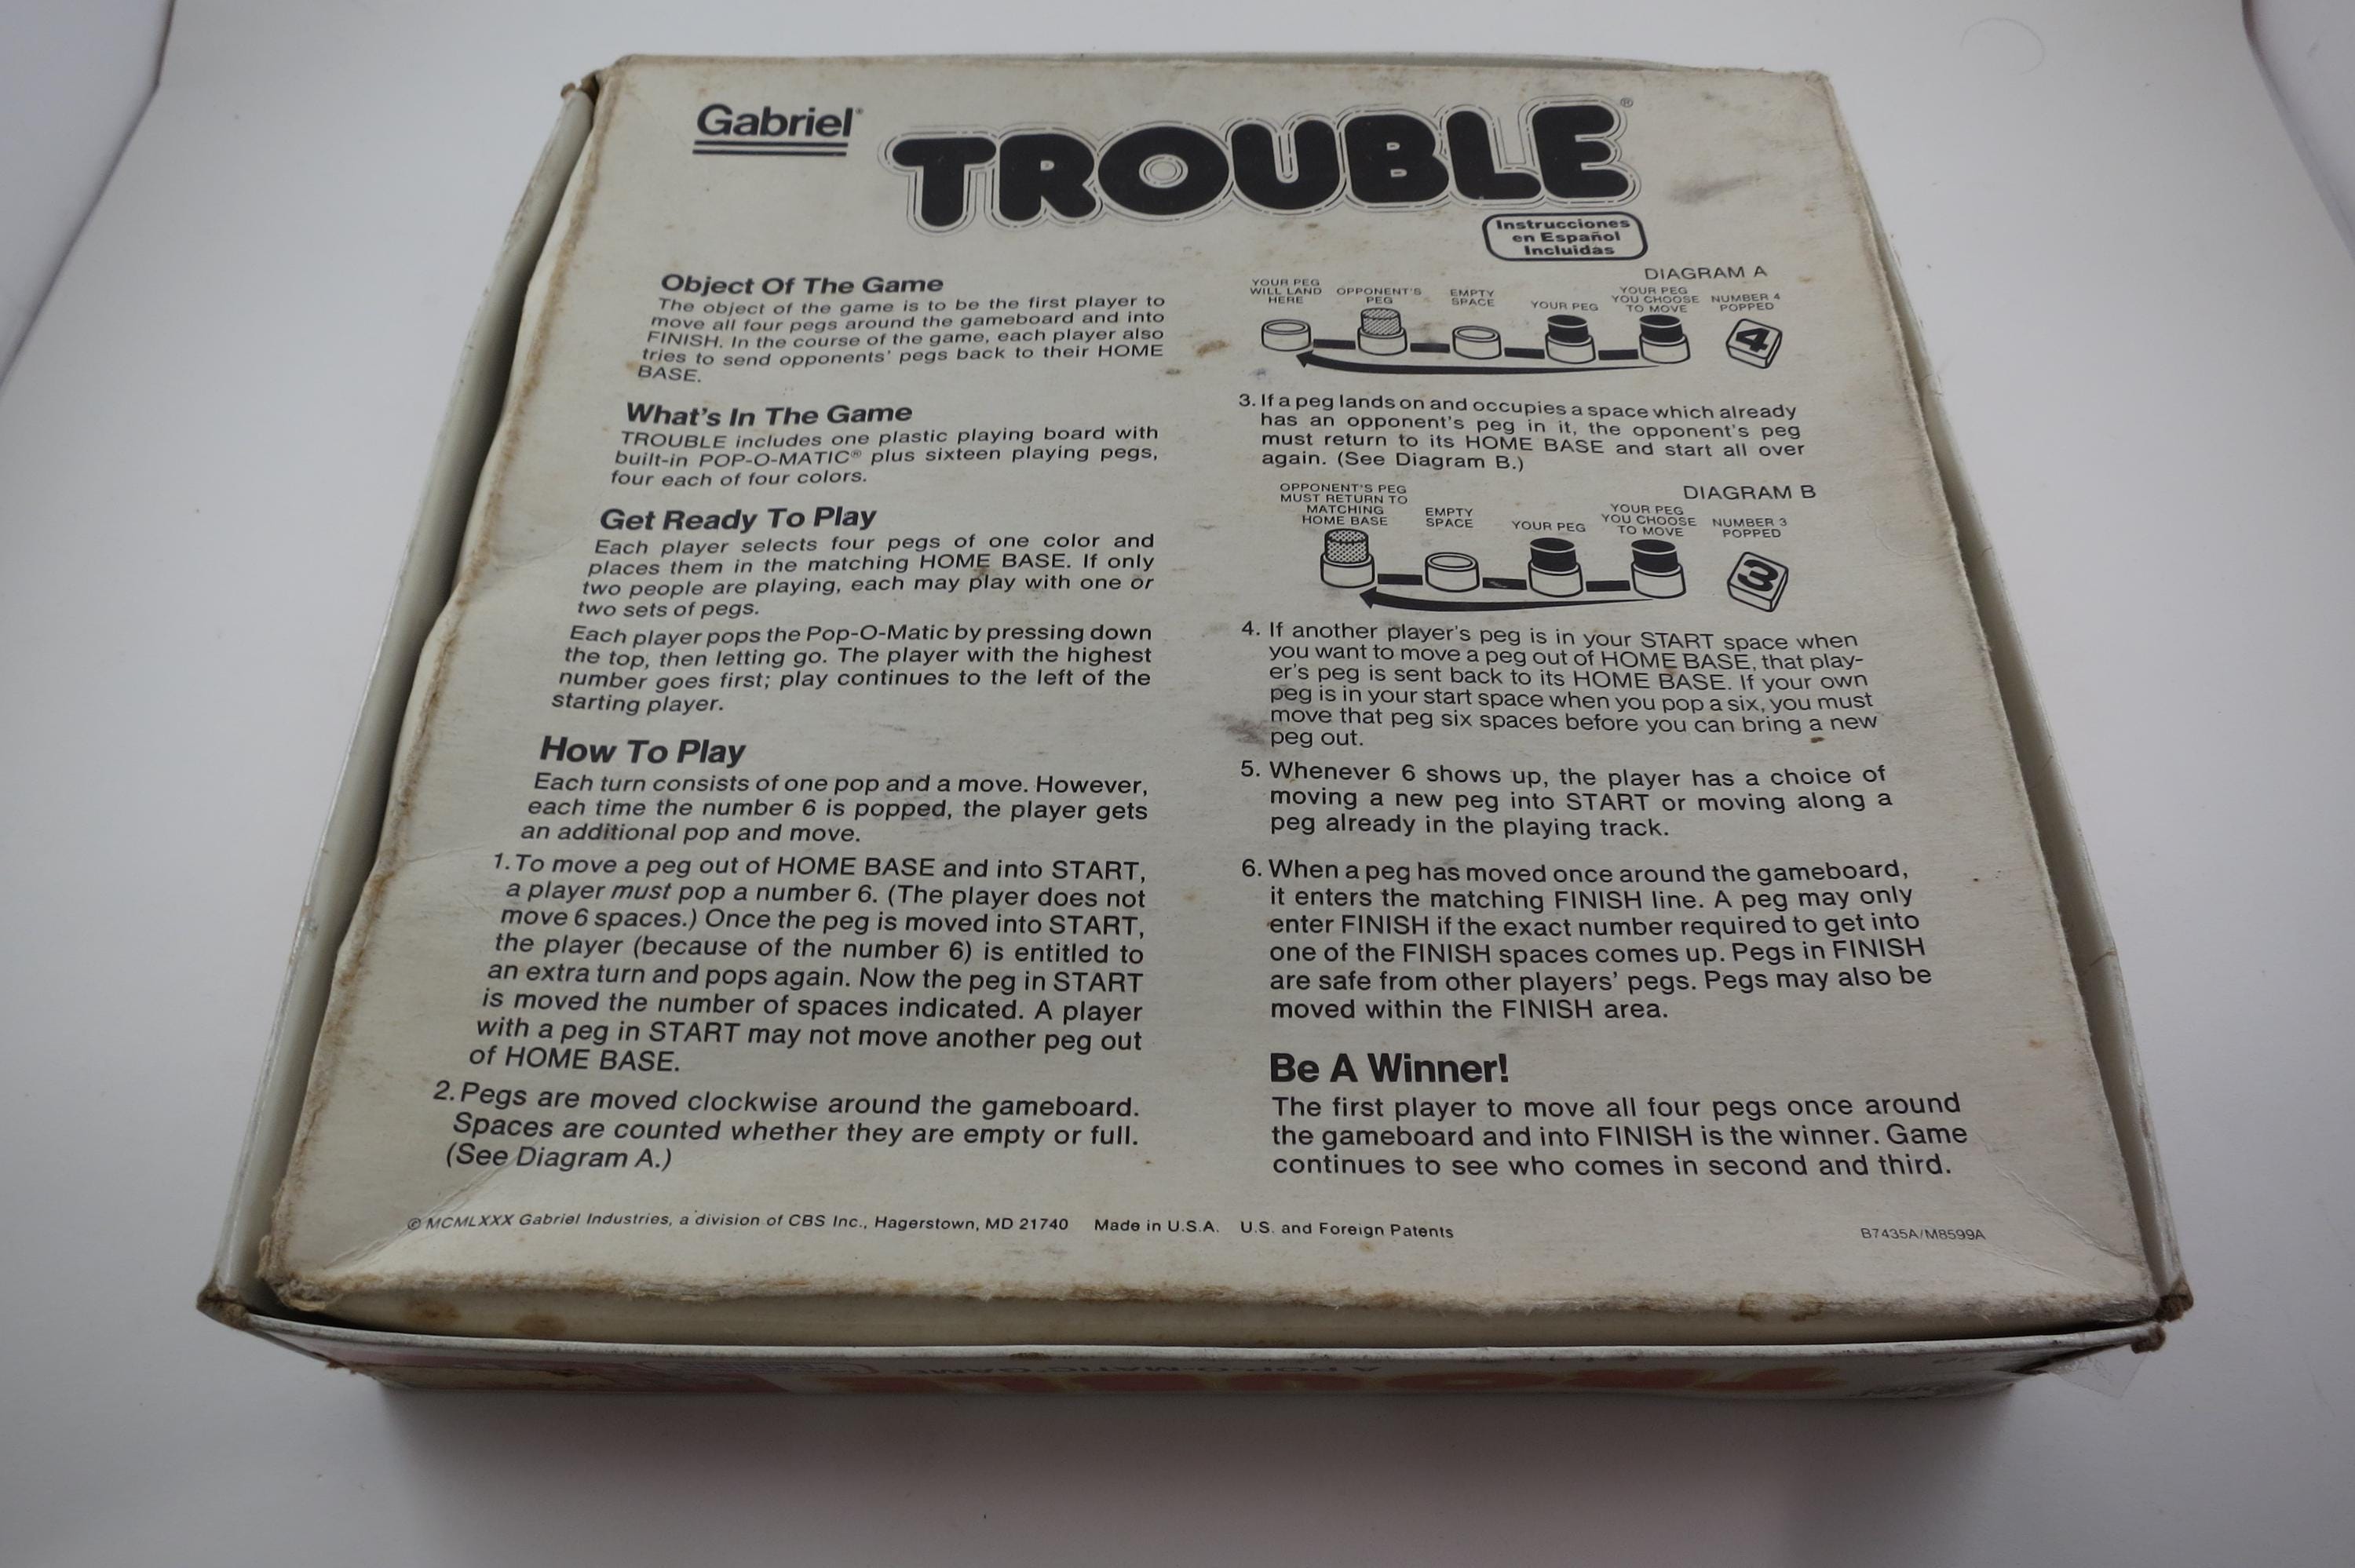 Gabriel®
TROUBLE®
Instrucciones
en Español
Incluidas
Object Of The Game
The object of the game is to be the first player to
move all four pegs around the gameboard and into
FINISH. In the course of the game, each player also
tries to send opponents' pegs back to their HOME
BASE.
What's In The Game
TROUBLE includes one plastic playing board with
built-in POP-O-MATIC® plus sixteen playing pegs,
four each of four colors.
Get Ready To Play
Each player selects four pegs of one color and
places them in the matching HOME BASE. If only
two people are playing, each may play with one or
two sets of pegs.
Each player pops the Pop-O-Matic by pressing down
the top, then letting go. The player with the highest
number goes first; play continues to the left of the
starting player.
How To Play
Each turn consists of one pop and a move. However,
each time the number 6 is popped, the player gets
an additional pop and move.
1. To move a peg out of HOME BASE and into START,
a player must pop a number 6. (The player does not
move 6 spaces.) Once the peg is moved into START,
the player (because of the number 6) is entitled to
an extra turn and pops again. Now the peg in START
is moved the number of spaces indicated. A player
with a peg in START may not move another peg out
of HOME BASE.
2. Pegs are moved clockwise around the gameboard.
Spaces are counted whether they are empty or full.
(See Diagram A.)
DIAGRAM A
YOUR PEG
WILL LAND
HERE
OPPONENT'S
PEG
EMPTY
SPACE
YOUR PEG
YOUR PEG
YOU CHOOSE
TO MOVE
NUMBER 4
POPPED
4
3. If a peg lands on and occupies a space which already
has an opponent's peg in it, the opponent's peg
must return to its HOME BASE and start all over
again. (See Diagram B.)
DIAGRAM B
OPPONENT'S PEG
MUST RETURN TO
MATCHING
HOME BASE
EMPTY
SPACE
YOUR PEG
YOUR PEG
YOU CHOOSE
TO MOVE
NUMBER 3
POPPED
3
4. If another player's peg is in your START space when
you want to move a peg out of HOME BASE, that play-
er's peg is sent back to its HOME BASE. If your own
peg is in your start space when you pop a six, you must
move that peg six spaces before you can bring a new
peg out.
5. Whenever 6 shows up, the player has a choice of
moving a new peg into START or moving along a
peg already in the playing track.
6. When a peg has moved once around the gameboard,
it enters the matching FINISH line. A peg may only
enter FINISH if the exact number required to get into
one of the FINISH spaces comes up. Pegs in FINISH
are safe from other players' pegs. Pegs may also be
moved within the FINISH area.
Be A Winner!
The first player to move all four pegs once around
the gameboard and into FINISH is the winner. Game
continues to see who comes in second and third.
© MCMLXXX Gabriel Industries, a division of CBS Inc., Hagerstown, MD 21740 Made in U.S.A. U.S. and Foreign Patents
B7435A/M8599A
A POP-O-MATIC GAME